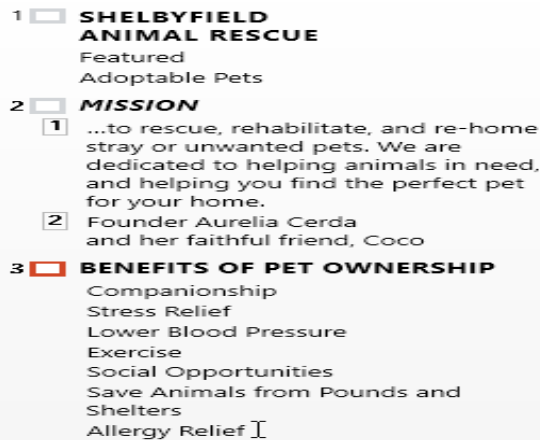 1 SHELBYFIELD
ANIMAL RESCUE
Featured
Adoptable Pets
2 MISSION
1 ...to rescue, rehabilitate, and re-home
stray or unwanted pets. We are
dedicated to helping animals in need,
and helping you find the perfect pet
for your home.
2 Founder Aurelia Cerda
and her faithful friend, Coco
3 BENEFITS OF PET OWNERSHIP
Companionship
Stress Relief
Lower Blood Pressure
Exercise
Social Opportunities
Save Animals from Pounds and
Shelters
Allergy Relief